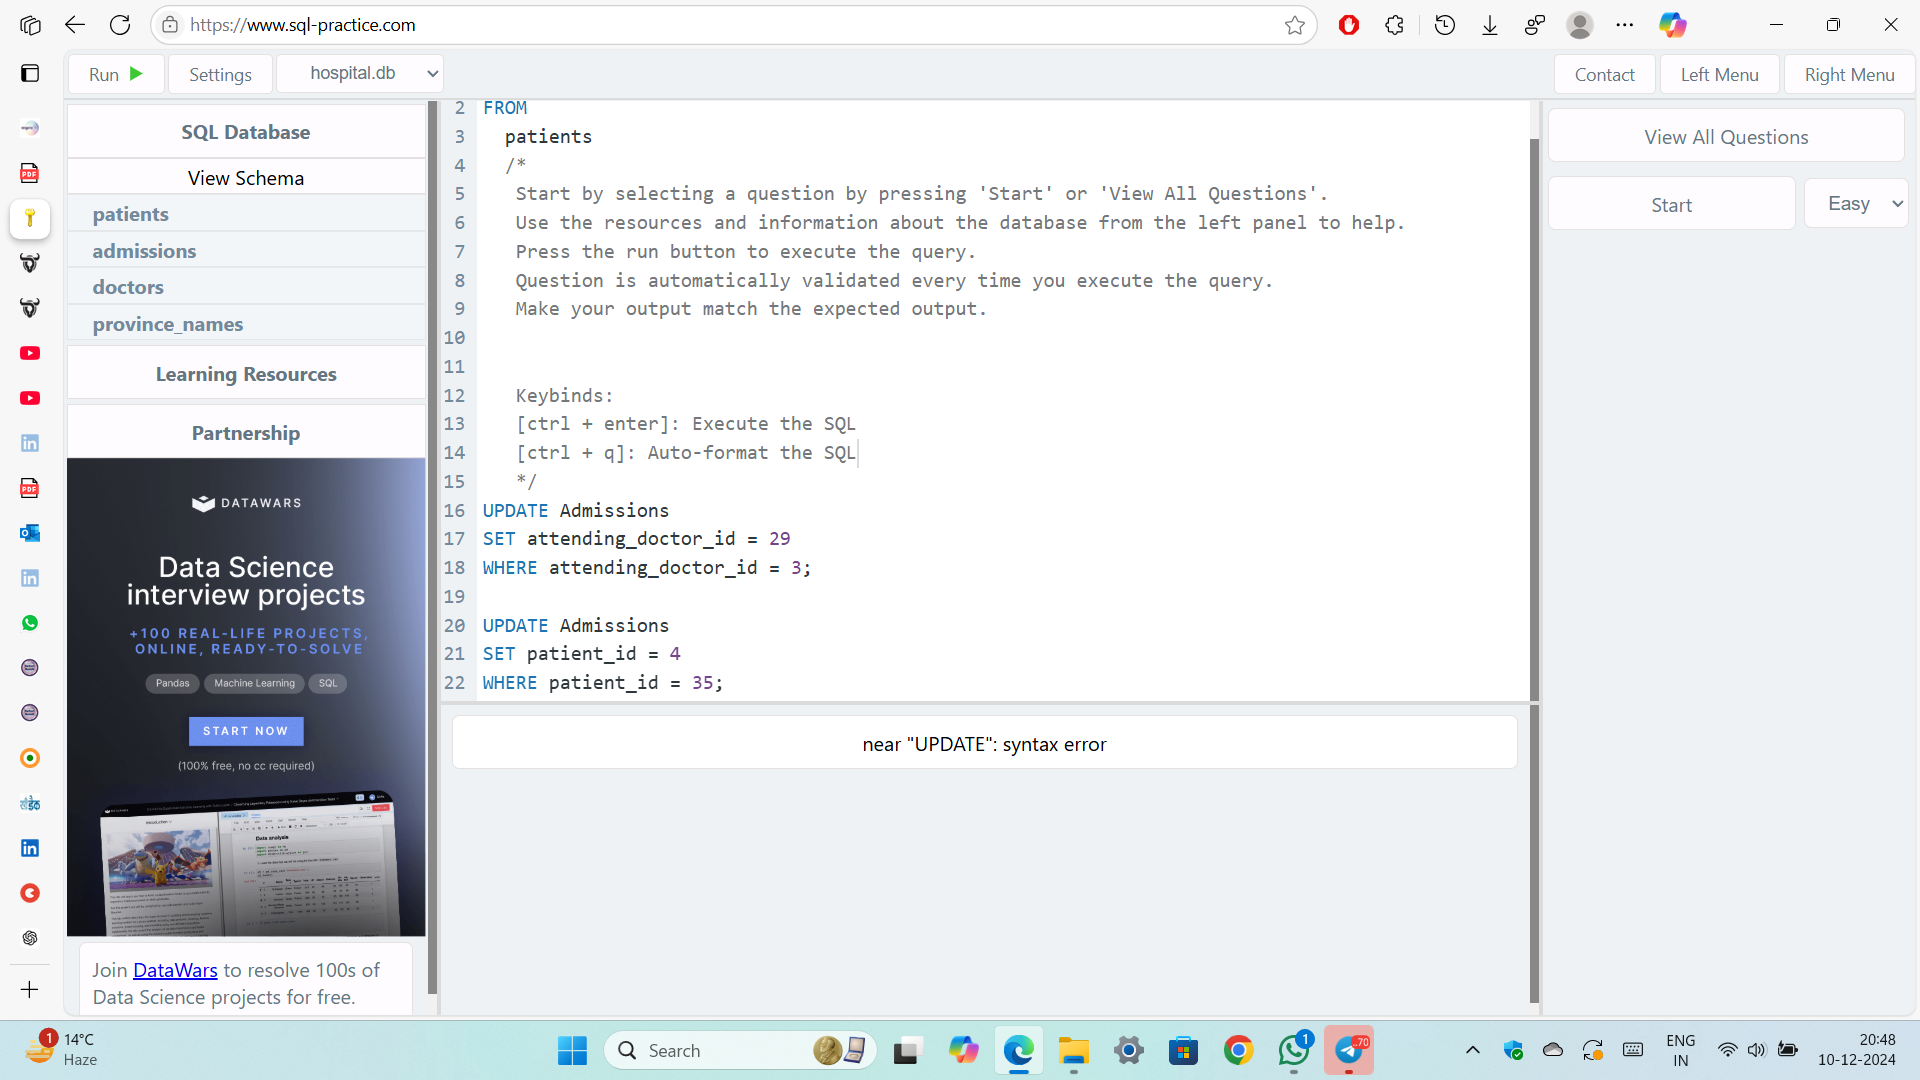 https://www.sql-practice.com
Run
Settings
hospital.db
Contact
Left Menu
Right Menu
SQL Database
View Schema
patients
admissions
doctors
province_names
Learning Resources
Partnership
DATAWARS
Data Science
interview projects
+100 REAL-LIFE PROJECTS,
ONLINE, READY-TO-SOLVE
Pandas
Machine Learning
SQL
START NOW
(100% free, no cc required)
Data analysis
Join DataWars to resolve 100s of
Data Science projects for free.
2 FROM
3 patients
4 /*
5 Start by selecting a question by pressing 'Start' or 'View All Questions'.
6 Use the resources and information about the database from the left panel to help.
7 Press the run button to execute the query.
8 Question is automatically validated every time you execute the query.
9 Make your output match the expected output.
10
11
12 Keybinds:
13 [ctrl + enter]: Execute the SQL
14 [ctrl + q]: Auto-format the SQL
15 */
16 UPDATE Admissions
17 SET attending_doctor_id = 29
18 WHERE attending_doctor_id = 3;
19
20 UPDATE Admissions
21 SET patient_id = 4
22 WHERE patient_id = 35;
near "UPDATE": syntax error
View All Questions
Start
Easy
1
14°C
Haze
Search
1
70
ENG
IN
20:48
10-12-2024